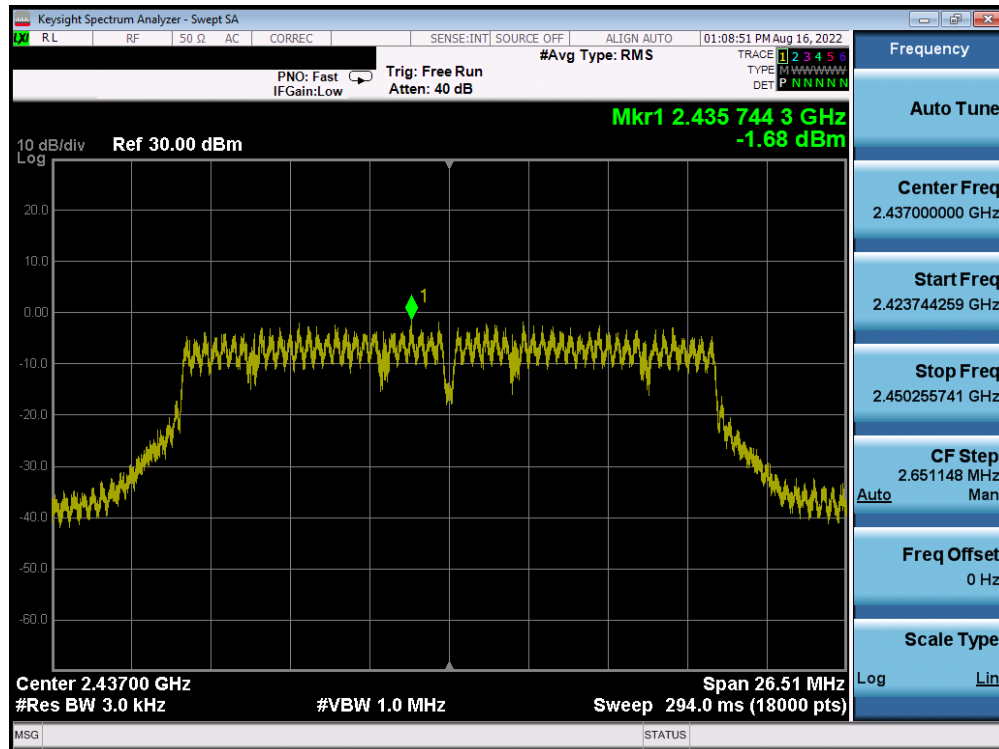 Keysight Spectrum Analyzer - Swept SA
LXI RL RF 50 Ω AC CORREC SENSE:INT SOURCE OFF ALIGN AUTO 01:08:51 PM Aug 16, 2022
#Avg Type: RMS
TRACE 1 2 3 4 5 6
PNO: Fast Trig: Free Run
TYPE M WWWWW
IFGain:Low Atten: 40 dB
DET P N N N N N
Mkr1 2.435 744 3 GHz
-1.68 dBm
10 dB/div Ref 30.00 dBm
Log
20.0
10.0
1
0.00
-10.0
-20.0
-30.0
-40.0
-50.0
-60.0
Center 2.43700 GHz Span 26.51 MHz
#Res BW 3.0 kHz #VBW 1.0 MHz Sweep 294.0 ms (18000 pts)
MSG STATUS
Frequency
Auto Tune
Center Freq
2.437000000 GHz
Start Freq
2.423744259 GHz
Stop Freq
2.450255741 GHz
CF Step
2.651148 MHz
Auto Man
Freq Offset
0 Hz
Scale Type
Log Lin